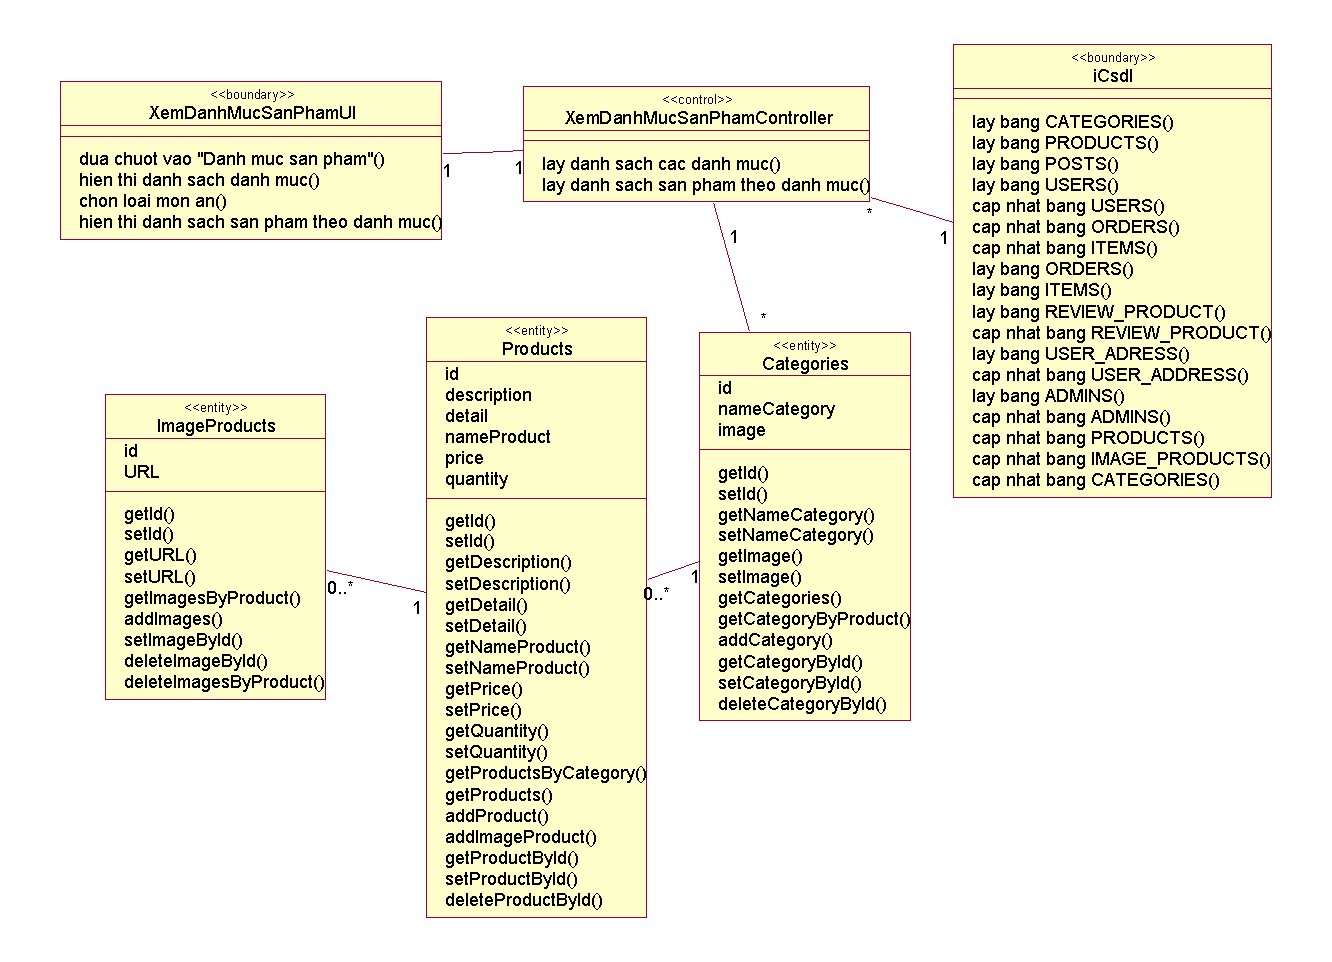 <<boundary>>
XemDanhMucSanPhamUI
dua chuot vao "Danh muc san pham"()
hien thi danh sach danh muc()
chon loai mon an()
hien thi danh sach san pham theo danh muc()
1
1
<<control>>
XemDanhMucSanPhamController
lay danh sach cac danh muc()
lay danh sach san pham theo danh muc()
*
1
1
*
<<boundary>>
iCsdl
lay bang CATEGORIES()
lay bang PRODUCTS()
lay bang POSTS()
lay bang USERS()
cap nhat bang USERS()
cap nhat bang ORDERS()
cap nhat bang ITEMS()
lay bang ORDERS()
lay bang ITEMS()
lay bang REVIEW_PRODUCT()
cap nhat bang REVIEW_PRODUCT()
lay bang USER_ADRESS()
cap nhat bang USER_ADDRESS()
lay bang ADMINS()
cap nhat bang ADMINS()
cap nhat bang PRODUCTS()
cap nhat bang IMAGE_PRODUCTS()
cap nhat bang CATEGORIES()
<<entity>>
ImageProducts
id
URL
getId()
setId()
getURL()
setURL()
getImagesByProduct()
addImages()
setImageById()
deleteImageById()
deleteImagesByProduct()
0..*
1
<<entity>>
Products
id
description
detail
nameProduct
price
quantity
getId()
setId()
getDescription()
setDescription()
getDetail()
setDetail()
getNameProduct()
setNameProduct()
getPrice()
setPrice()
getQuantity()
setQuantity()
getProductsByCategory()
getProducts()
addProduct()
addImageProduct()
getProductById()
setProductById()
deleteProductById()
0..*
1
<<entity>>
Categories
id
nameCategory
image
getId()
setId()
getNameCategory()
setNameCategory()
getImage()
setImage()
getCategories()
getCategoryByProduct()
addCategory()
getCategoryById()
setCategoryById()
deleteCategoryById()